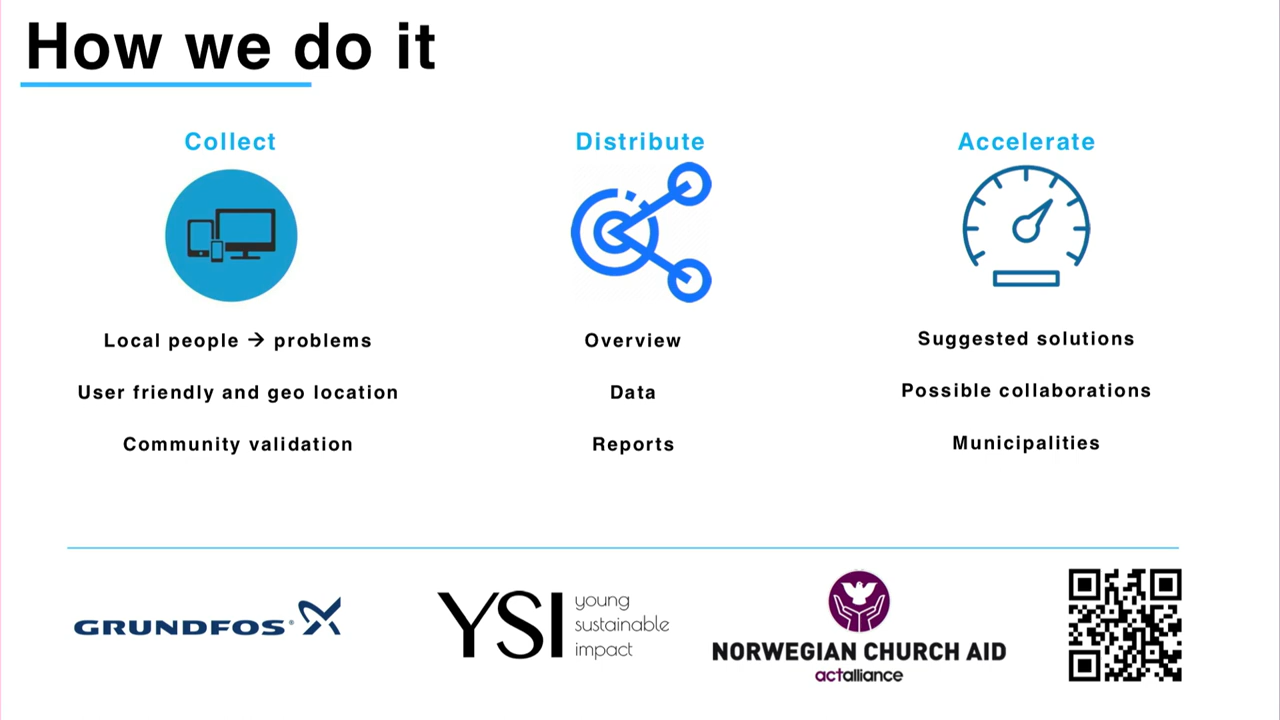 How we do it
Collect
Local people → problems
User friendly and geo location
Community validation
Distribute
Overview
Data
Reports
Accelerate
Suggested solutions
Possible collaborations
Municipalities
GRUNDFOS
YSI
young
sustainable
impact
NORWEGIAN CHURCH AID
actalliance